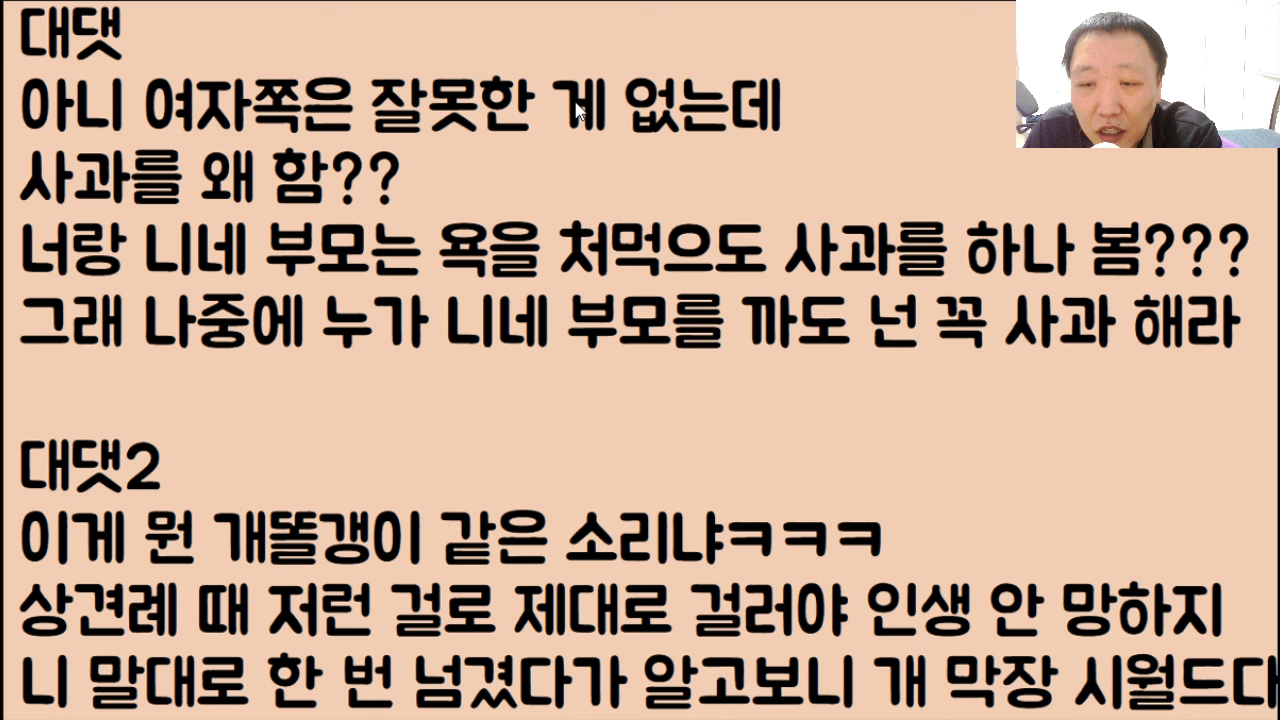 대댓
아니 여자쪽은 잘못한 게 없는데
사과를 왜 함??
너랑 니네 부모는 욕을 처먹으도 사과를 하나 봄???
그래 나중에 누가 니네 부모를 까도 넌 꼭 사과 해라
대댓2
이게 뭔 개똘갱이 같은 소리냐ㅋㅋㅋ
상견례 때 저런 걸로 제대로 걸러야 인생 안 망하지
니 말대로 한 번 넘겼다가 알고보니 개 막장 시월드다